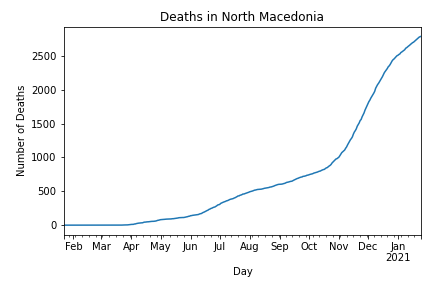 Deaths in North Macedonia
Number of Deaths
2500
2000
1500
1000
500
0
Feb Mar Apr May Jun Jul Aug Sep Oct Nov Dec Jan
2021
Day